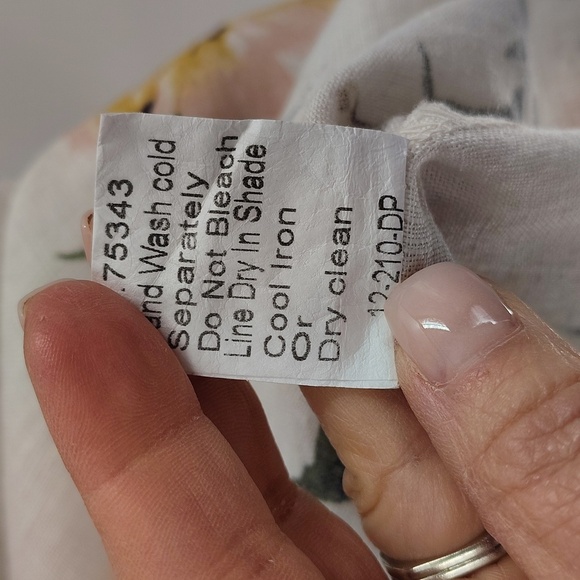 .75343
and Wash cold
Separately
Do Not Bleach
Line Dry In Shade
Cool Iron
Or
Dry clean
12-210-DP